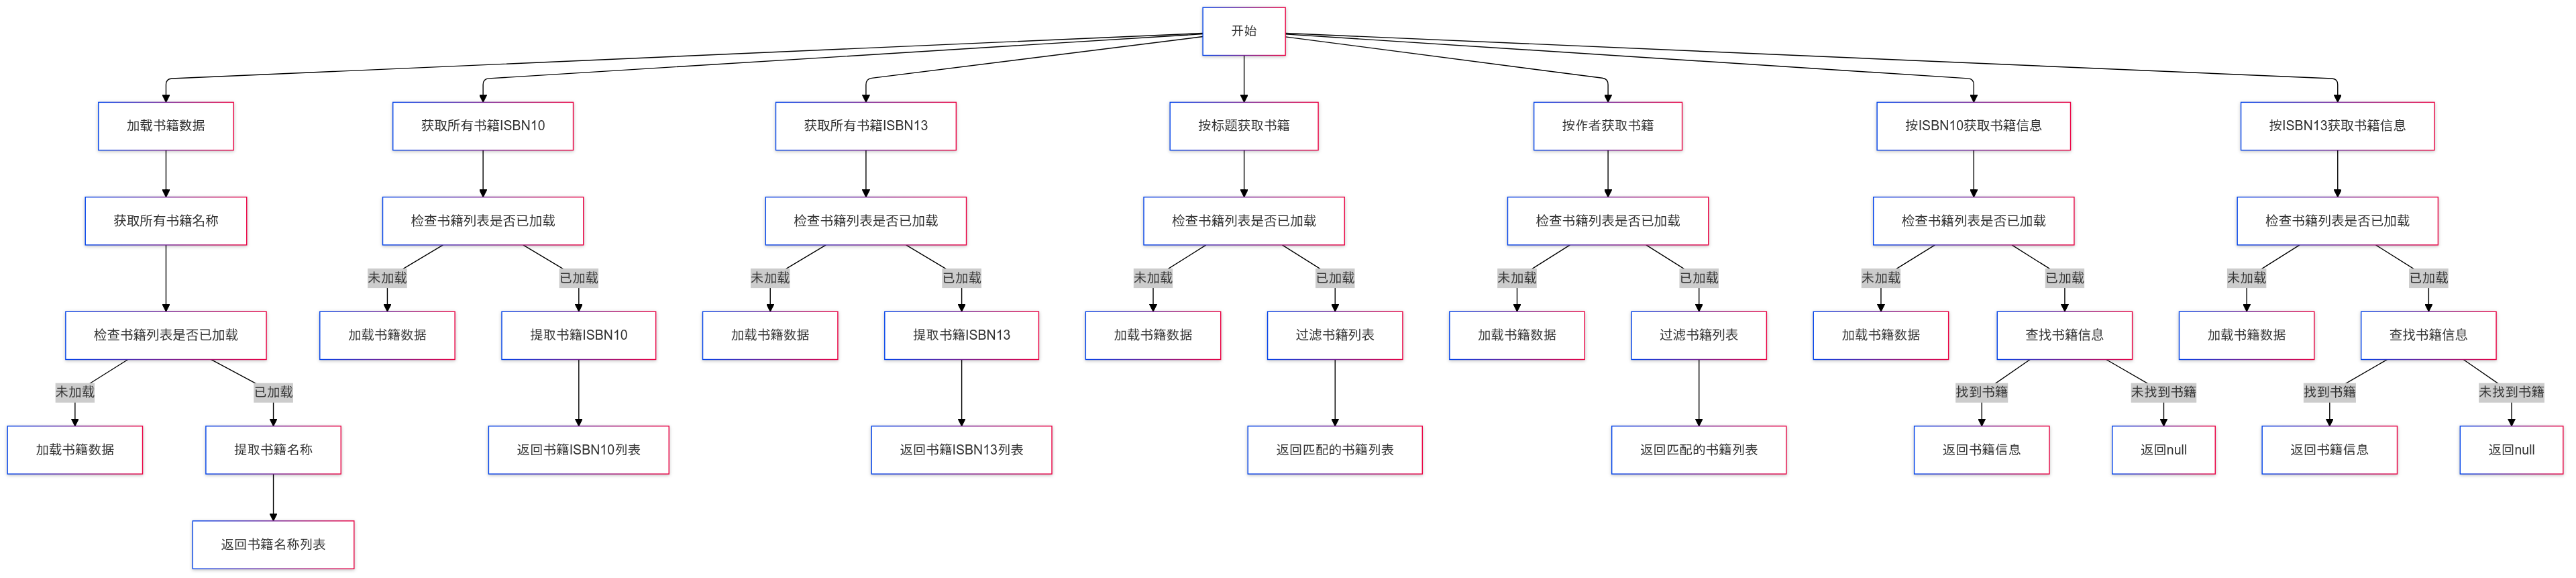 开始
加载书籍数据
获取所有书籍ISBN10
获取所有书籍ISBN13
按标题获取书籍
按作者获取书籍
按ISBN10获取书籍信息
按ISBN13获取书籍信息
获取所有书籍名称
检查书籍列表是否已加载
检查书籍列表是否已加载
检查书籍列表是否已加载
检查书籍列表是否已加载
检查书籍列表是否已加载
检查书籍列表是否已加载
未加载
已加载
未加载
已加载
未加载
已加载
未加载
已加载
未加载
已加载
未加载
已加载
检查书籍列表是否已加载
加载书籍数据
提取书籍ISBN10
加载书籍数据
提取书籍ISBN13
加载书籍数据
过滤书籍列表
加载书籍数据
过滤书籍列表
加载书籍数据
查找书籍信息
加载书籍数据
查找书籍信息
未加载
已加载
找到书籍
未找到书籍
找到书籍
未找到书籍
加载书籍数据
提取书籍名称
返回书籍ISBN10列表
返回书籍ISBN13列表
返回匹配的书籍列表
返回匹配的书籍列表
返回书籍信息
返回null
返回书籍信息
返回null
返回书籍名称列表